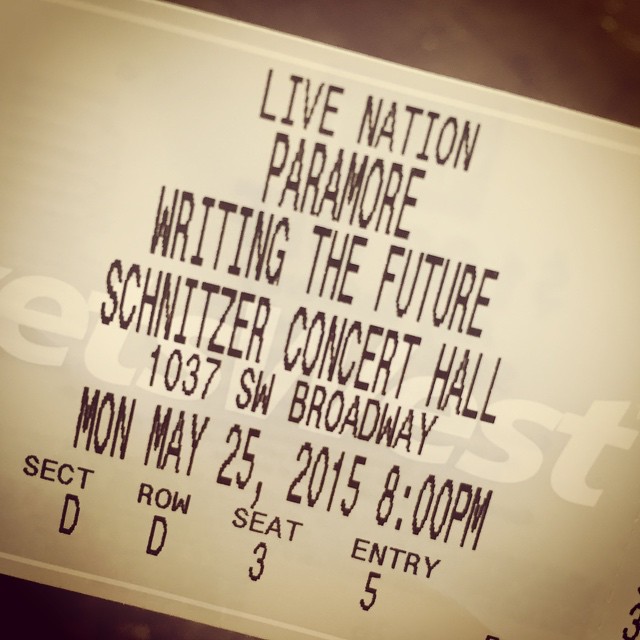 LIVE NATION
PARAMORE
WRITING THE FUTURE
SCHNITZER CONCERT HALL
1037 SW BROADWAY
MON MAY 25, 2015 8:00PM
SECT ROW SEAT ENTRY
D D 3 5
etsWest